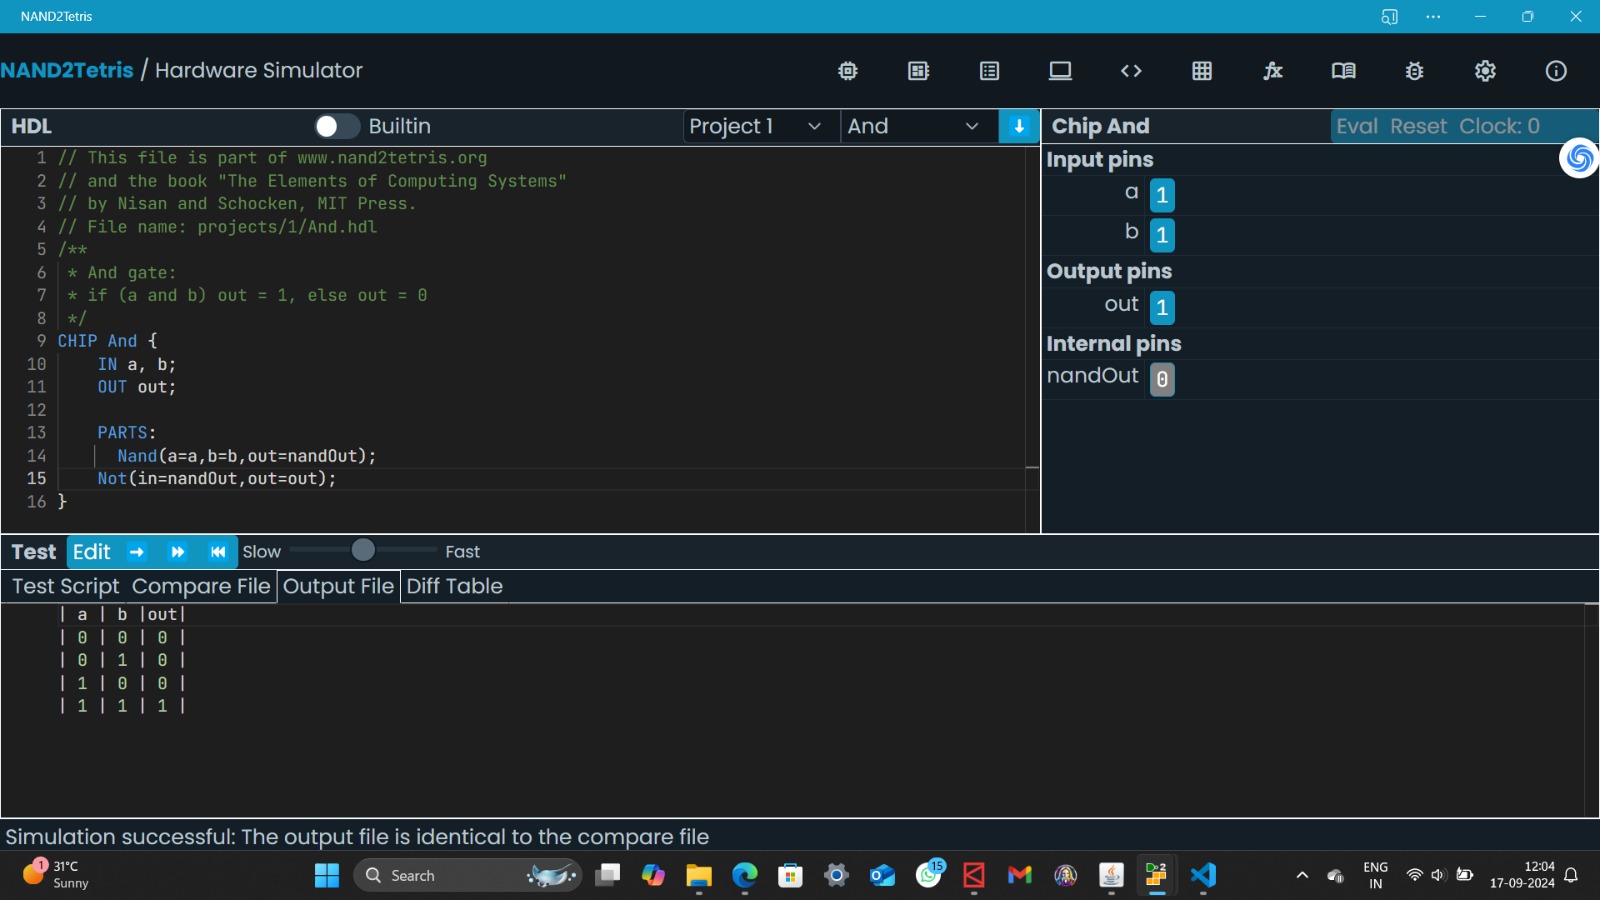 NAND2Tetris
NAND2Tetris / Hardware Simulator
HDL Builtin Project 1 And
1 // This file is part of www.nand2tetris.org
2 // and the book "The Elements of Computing Systems"
3 // by Nisan and Schocken, MIT Press.
4 // File name: projects/1/And.hdl
5 /**
6 * And gate:
7 * if (a and b) out = 1, else out = 0
8 */
9 CHIP And {
10 IN a, b;
11 OUT out;
12
13 PARTS:
14 Nand(a=a,b=b,out=nandOut);
15 Not(in=nandOut,out=out);
16 }
Chip And Eval Reset Clock: 0
Input pins
a 1
b 1
Output pins
out 1
Internal pins
nandOut 0
Test Edit Slow Fast
Test Script Compare File Output File Diff Table
| a | b |out|
| 0 | 0 | 0 |
| 0 | 1 | 0 |
| 1 | 0 | 0 |
| 1 | 1 | 1 |
Simulation successful: The output file is identical to the compare file
1 31°C
Sunny
Search
15
ENG
IN
12:04
17-09-2024